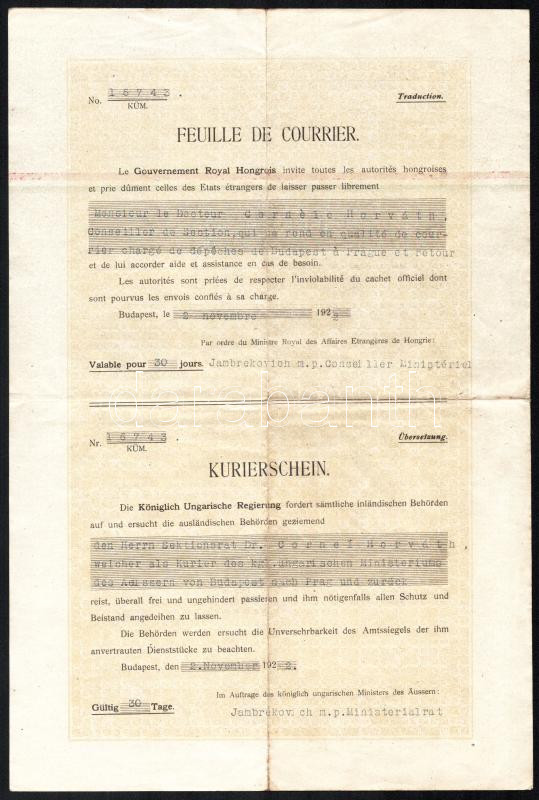 No. 16743.
KÜM.
Traduction.
FEUILLE DE COURRIER.
Le Gouvernement Royal Hongrois invite toutes les autorités hongroises
et prie dûment celles des Etats étrangers de laisser passer librement
Monsieur le Docteur Cornèle Horváth,
Conseiller de Section, qui se rend en qualité de cour-
rier chargé de dépêches de Budapest à Prague et retour
et de lui accorder aide et assistance en cas de besoin.
Les autorités sont priées de respecter l'inviolabilité du cachet officiel dont
sont pourvus les envois confiés à sa charge.
Budapest, le 2 novembre 1922
Par ordre du Ministre Royal des Affaires Etrangères de Hongrie:
Valable pour 30 jours. Jambrekovich m.p.Conseiller Ministériel
darabanth
Nr. 16743.
KÜM.
Übersetzung.
KURIERSCHEIN.
Die Königlich Ungarische Regierung fordert sämtliche inländischen Behörden
auf und ersucht die ausländischen Behörden geziemend
den Herrn Sektionsrat Dr. Cornel Horváth,
welcher als Kurier des kgl.ungarischen Ministeriums
des Aeussern von Budapest nach Prag und zurück
reist, überall frei und ungehindert passieren und ihm nötigenfalls allen Schutz und
Beistand angedeihen zu lassen.
Die Behörden werden ersucht die Unversehrbarkeit des Amtssiegels der ihm
anvertrauten Dienststücke zu beachten.
Budapest, den 2.November 1922.
Im Auftrage des königlich ungarischen Ministers des Äussern:
Gültig 30 Tage. Jambrekovich m.p.Ministerialrat